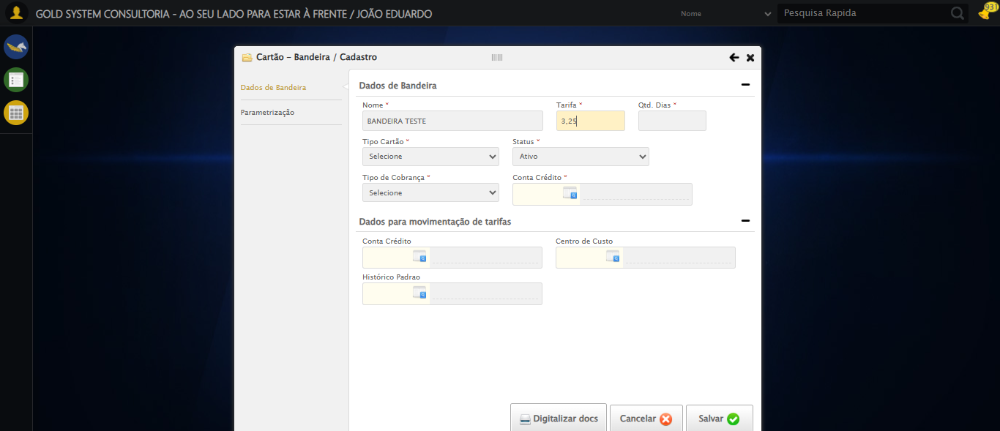 GOLD SYSTEM CONSULTORIA - AO SEU LADO PARA ESTAR À FRENTE / JOÃO EDUARDO
Nome
Pesquisa Rapida
931
Cartão - Bandeira / Cadastro
Dados de Bandeira
Parametrização
Dados de Bandeira
Nome * Tarifa * Qtd. Dias *
BANDEIRA TESTE 3,25
Tipo Cartão * Status *
Selecione Ativo
Tipo de Cobrança * Conta Crédito *
Selecione
Dados para movimentação de tarifas
Conta Crédito Centro de Custo
Histórico Padrao
Digitalizar docs Cancelar Salvar